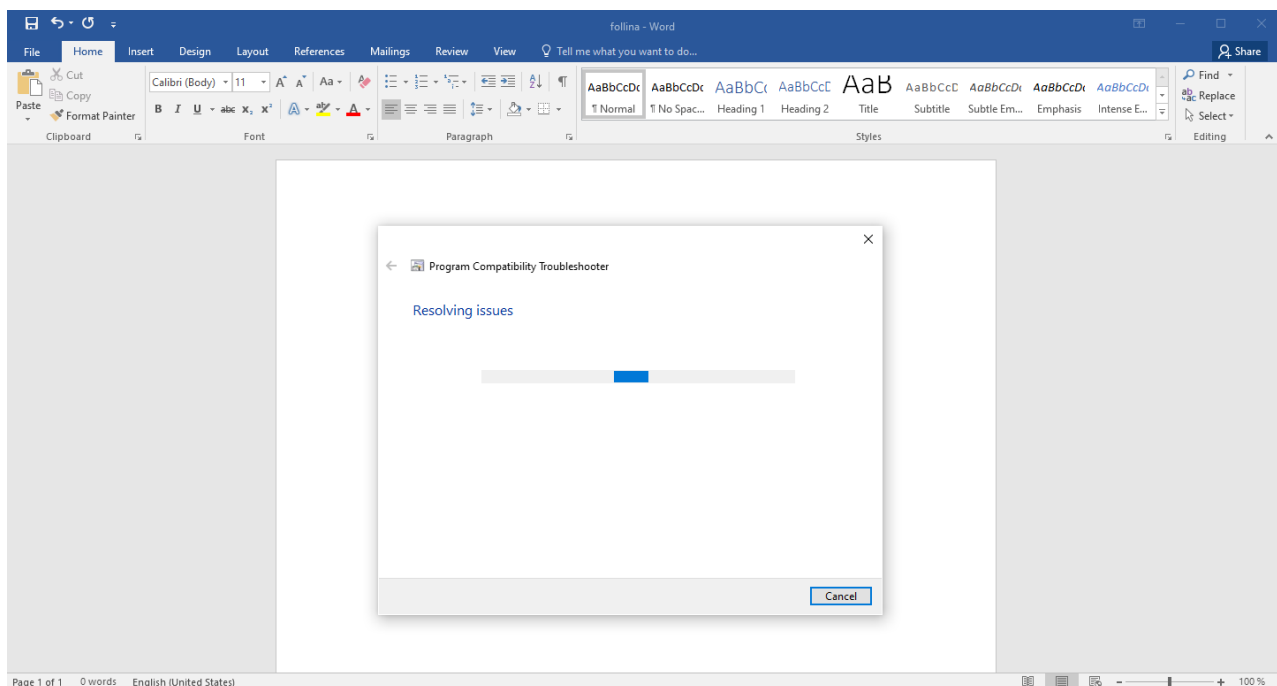 follina - Word
File Home Insert Design Layout References Mailings Review View Tell me what you want to do... Share
Cut
Copy
Format Painter
Paste
Calibri (Body) 11 A A Aa
B I U abc X, X² A A
AaBbCcDc AaBbCcDc AaBbCc AaBbCcE AaB AaBbCcD AaBbCcDc AaBbCcDc AaBbCcDc
¶ Normal ¶ No Spac... Heading 1 Heading 2 Title Subtitle Subtle Em... Emphasis Intense E...
Find
Replace
Select
Clipboard Font Paragraph Styles Editing
Program Compatibility Troubleshooter
Resolving issues
Cancel
Page 1 of 1 0 words English (United States) 100 %